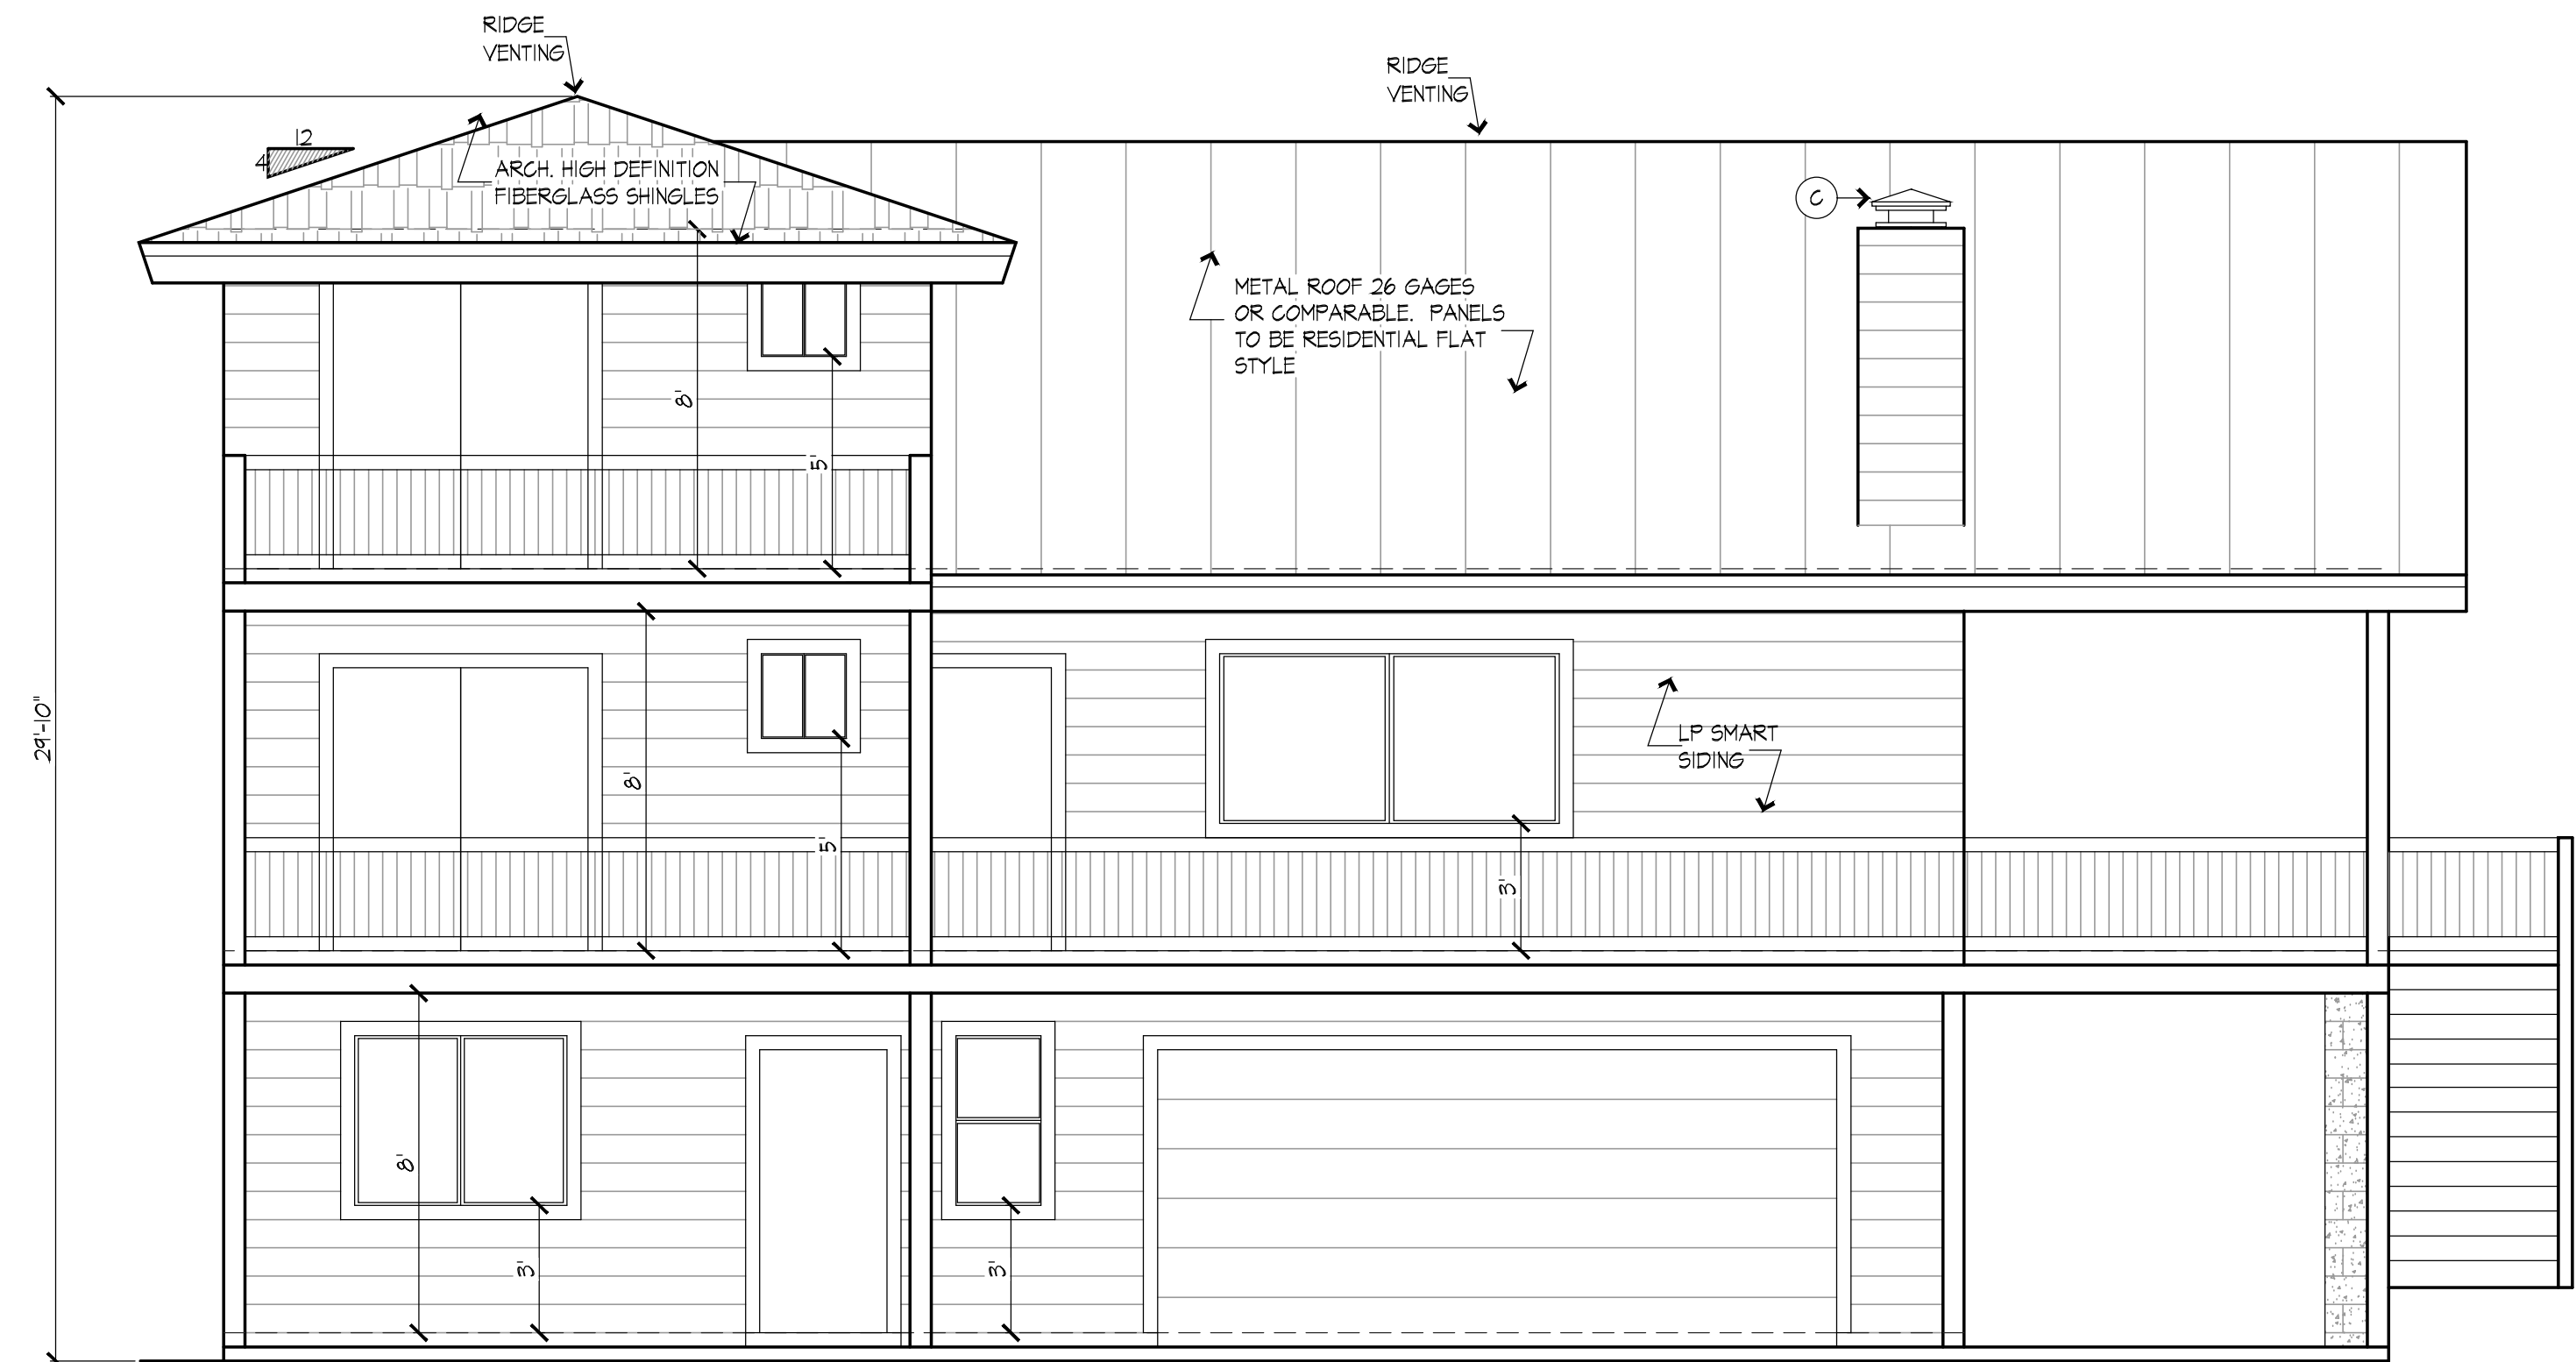 RIDGE
VENTING
RIDGE
VENTING
12
4
ARCH. HIGH DEFINITION
FIBERGLASS SHINGLES
C
METAL ROOF 26 GAGES
OR COMPARABLE. PANELS
TO BE RESIDENTIAL FLAT
STYLE
8'
5'
29'-10"
LP SMART
SIDING
8'
5'
3'
8'
3'
3'